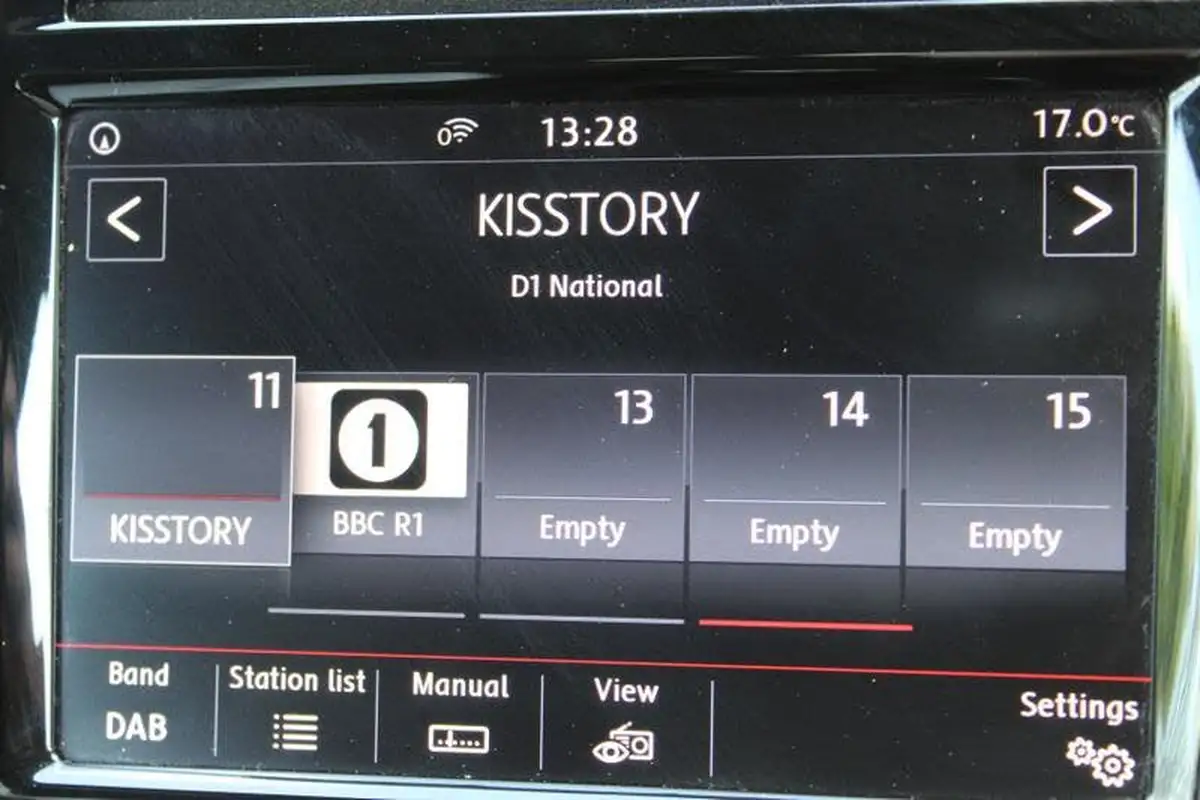 0 13:28 17.0°C
< KISSTORY >
D1 National
11 1 13 14 15
KISSTORY BBC R1 Empty Empty Empty
Band Station list Manual View Settings
DAB